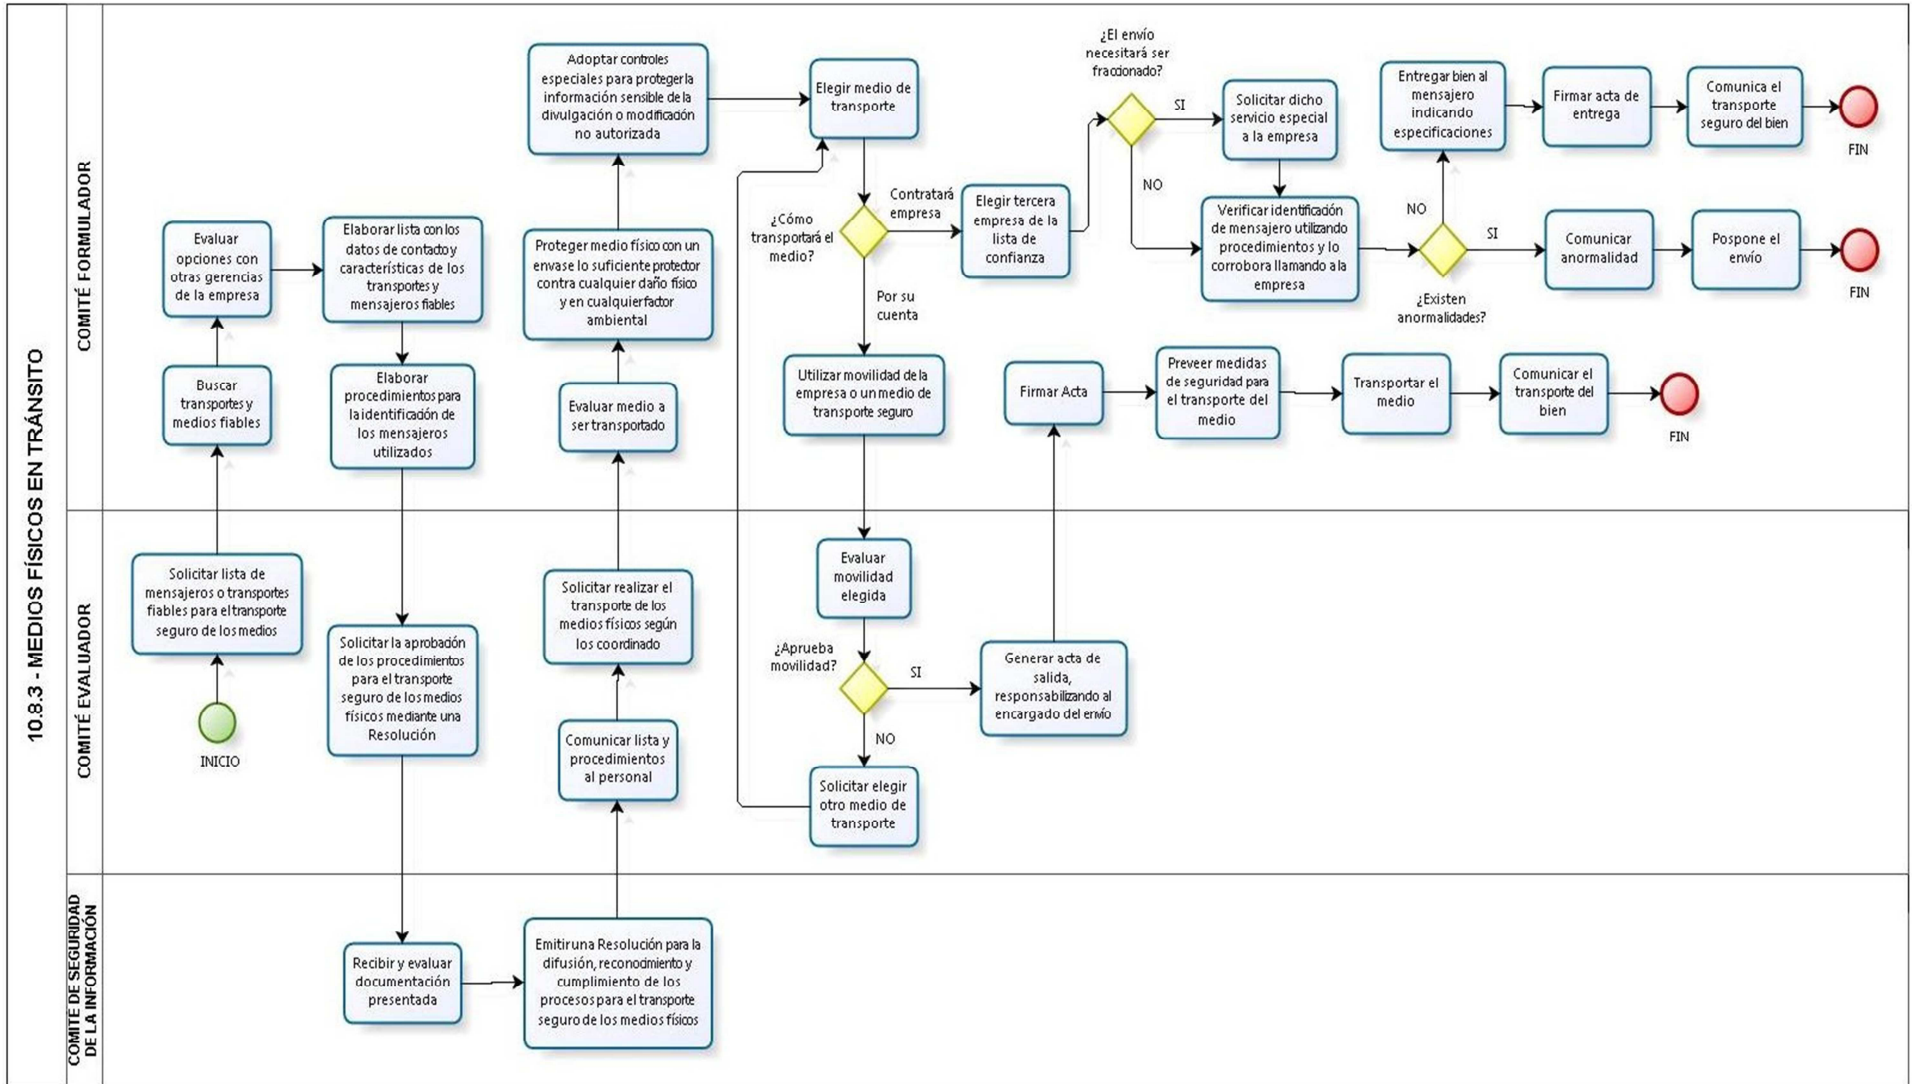 10.8.3 - MEDIOS FÍSICOS EN TRÁNSITO
COMITÉ FORMULADOR
Evaluar
opciones con
otras gerencias
de la empresa
Elaborar lista con los
datos de contacto y
características de los
transportes y
mensajeros fiables
Buscar
transportes y
medios fiables
Elaborar
procedimientos para
la identificación de
los mensajeros
utilizados
Adoptar controles
especiales para proteger la
información sensible de la
divulgación o modificación
no autorizada
Proteger medio físico con un
envase lo suficiente protector
contra cualquier daño físico
y en cualquier factor
ambiental
Evaluar medio a
ser transportado
Elegir medio de
transporte
¿Cómo
transportará el
medio?
Contratará
empresa
Por su
cuenta
Elegir tercera
empresa de la
lista de
confianza
Utilizar movilidad de la
empresa o un medio de
transporte seguro
¿El envío
necesitará ser
fraccionado?
SI
NO
Solicitar dicho
servicio especial
a la empresa
Verificar identificación
de mensajero utilizando
procedimientos y lo
corrobora llamando a la
empresa
Entregar bien al
mensajero
indicando
especificaciones
Firmar acta de
entrega
Comunica el
transporte
seguro del bien
FIN
NO
SI
¿Existen
anormalidades?
Comunicar
anormalidad
Pospone el
envío
FIN
Firmar Acta
Preveer medidas
de seguridad para
el transporte del
medio
Transportar el
medio
Comunicar el
transporte del
bien
FIN
COMITÉ EVALUADOR
Solicitar lista de
mensajeros o transportes
fiables para el transporte
seguro de los medios
INICIO
Solicitar la aprobación
de los procedimientos
para el transporte
seguro de los medios
físicos mediante una
Resolución
Solicitar realizar el
transporte de los
medios físicos según
los coordinado
Comunicar lista y
procedimientos
al personal
Evaluar
movilidad
elegida
¿Aprueba
movilidad?
SI
NO
Generar acta de
salida,
responsabilizando al
encargado del envío
Solicitar elegir
otro medio de
transporte
COMITÉ DE SEGURIDAD
DE LA INFORMACIÓN
Recibir y evaluar
documentación
presentada
Emitir una Resolución para la
difusión, reconocimiento y
cumplimiento de los
procesos para el transporte
seguro de los medios físicos